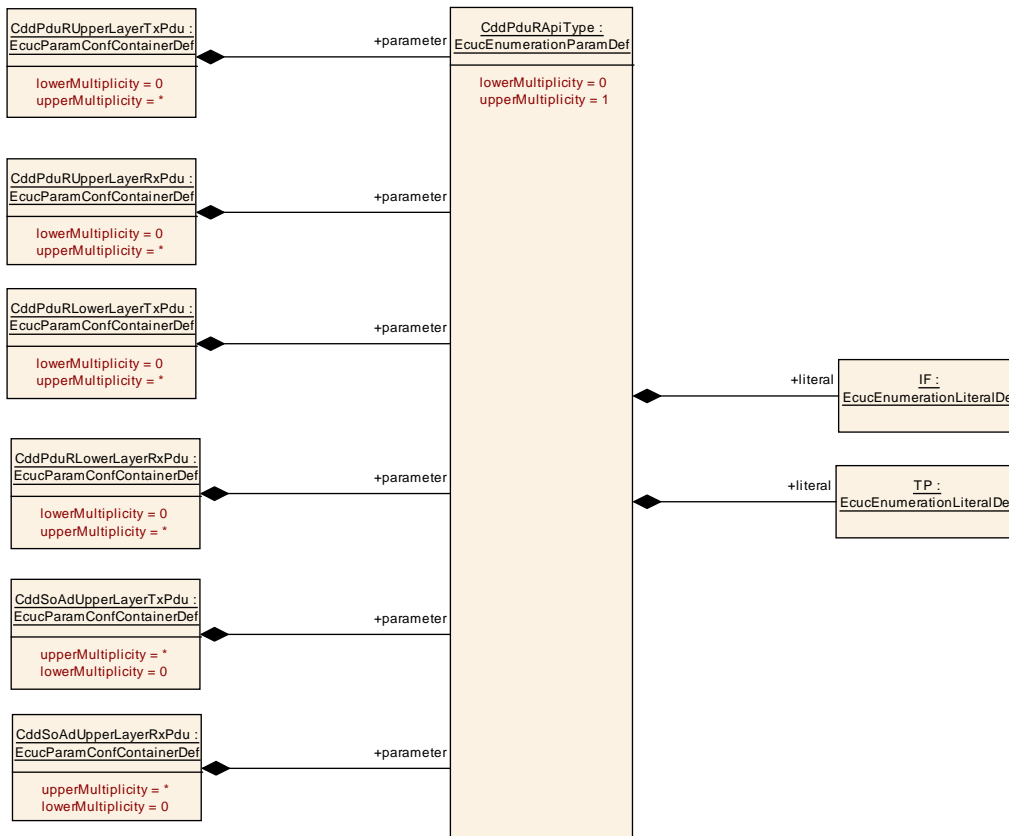 CddPduRUpperLayerTxPdu :
EcucParamConfContainerDef
lowerMultiplicity = 0
upperMultiplicity = *
+parameter
CddPduRApiType :
EcucEnumerationParamDef
lowerMultiplicity = 0
upperMultiplicity = 1
CddPduRUpperLayerRxPdu :
EcucParamConfContainerDef
lowerMultiplicity = 0
upperMultiplicity = *
+parameter
CddPduRLowerLayerTxPdu :
EcucParamConfContainerDef
lowerMultiplicity = 0
upperMultiplicity = *
+parameter
+literal
IF :
EcucEnumerationLiteralDe
CddPduRLowerLayerRxPdu :
EcucParamConfContainerDef
lowerMultiplicity = 0
upperMultiplicity = *
+parameter
+literal
TP :
EcucEnumerationLiteralDe
CddSoAdUpperLayerTxPdu :
EcucParamConfContainerDef
upperMultiplicity = *
lowerMultiplicity = 0
+parameter
CddSoAdUpperLayerRxPdu :
EcucParamConfContainerDef
upperMultiplicity = *
lowerMultiplicity = 0
+parameter